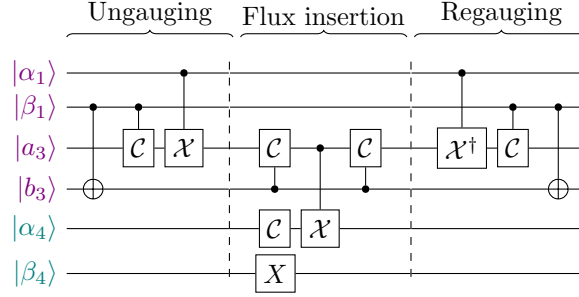 Ungauging Flux insertion Regauging
|α₁⟩
|β₁⟩ 𝒞 𝒳 𝒞 𝒞 𝒳† 𝒞
|a₃⟩
|b₃⟩
|α₄⟩ 𝒞 𝒳
|β₄⟩ X